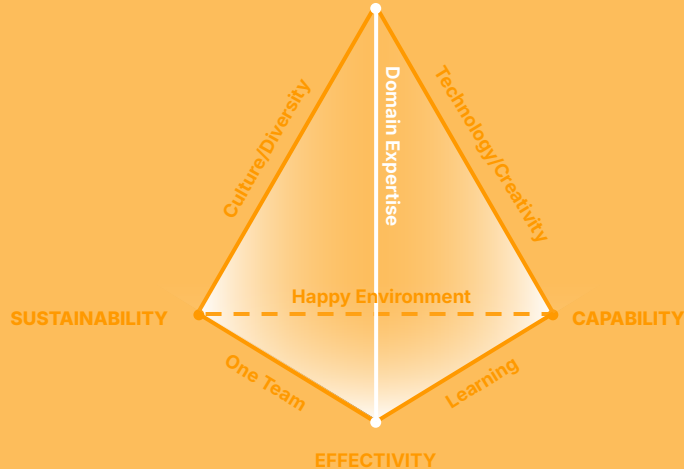 Culture/Diversity
Domain Expertise
Technology/Creativity
Happy Environment
SUSTAINABILITY
CAPABILITY
One Team
Learning
EFFECTIVITY